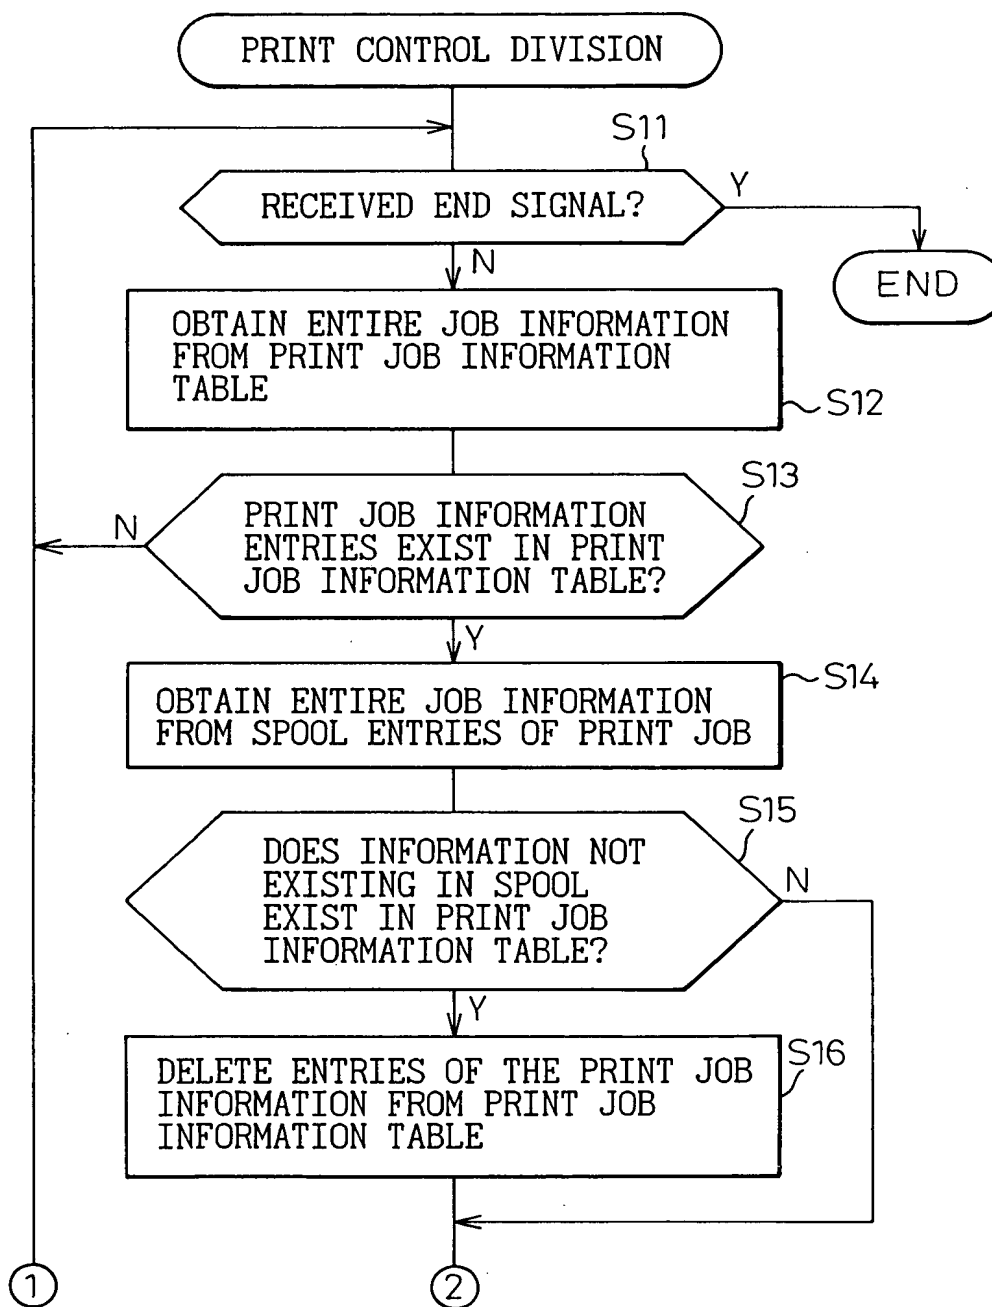 PRINT CONTROL DIVISION
S11
RECEIVED END SIGNAL?
Y
N
END
OBTAIN ENTIRE JOB INFORMATION
FROM PRINT JOB INFORMATION
TABLE
S12
S13
N
PRINT JOB INFORMATION
ENTRIES EXIST IN PRINT
JOB INFORMATION TABLE?
Y
S14
OBTAIN ENTIRE JOB INFORMATION
FROM SPOOL ENTRIES OF PRINT JOB
S15
DOES INFORMATION NOT
EXISTING IN SPOOL
EXIST IN PRINT JOB
INFORMATION TABLE?
N
Y
S16
DELETE ENTRIES OF THE PRINT JOB
INFORMATION FROM PRINT JOB
INFORMATION TABLE
1
2